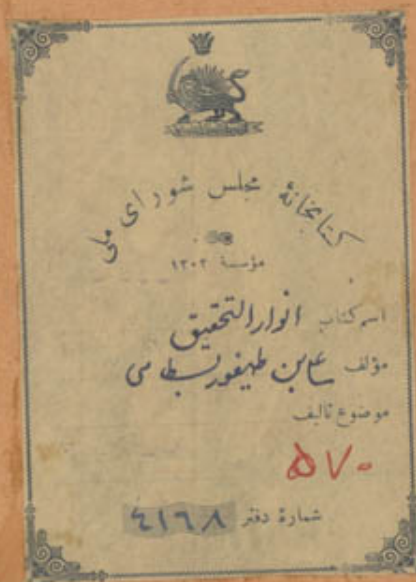 کتابخانهٔ مجلس شورای ملی
مؤسسهٔ ۱۳۰۲
اسم کتاب انوار التحقیق
مؤلف علی بن طیفور بسطامی
موضوع تألیف
۵۷۰
شمارهٔ دفتر ٤١٦٨